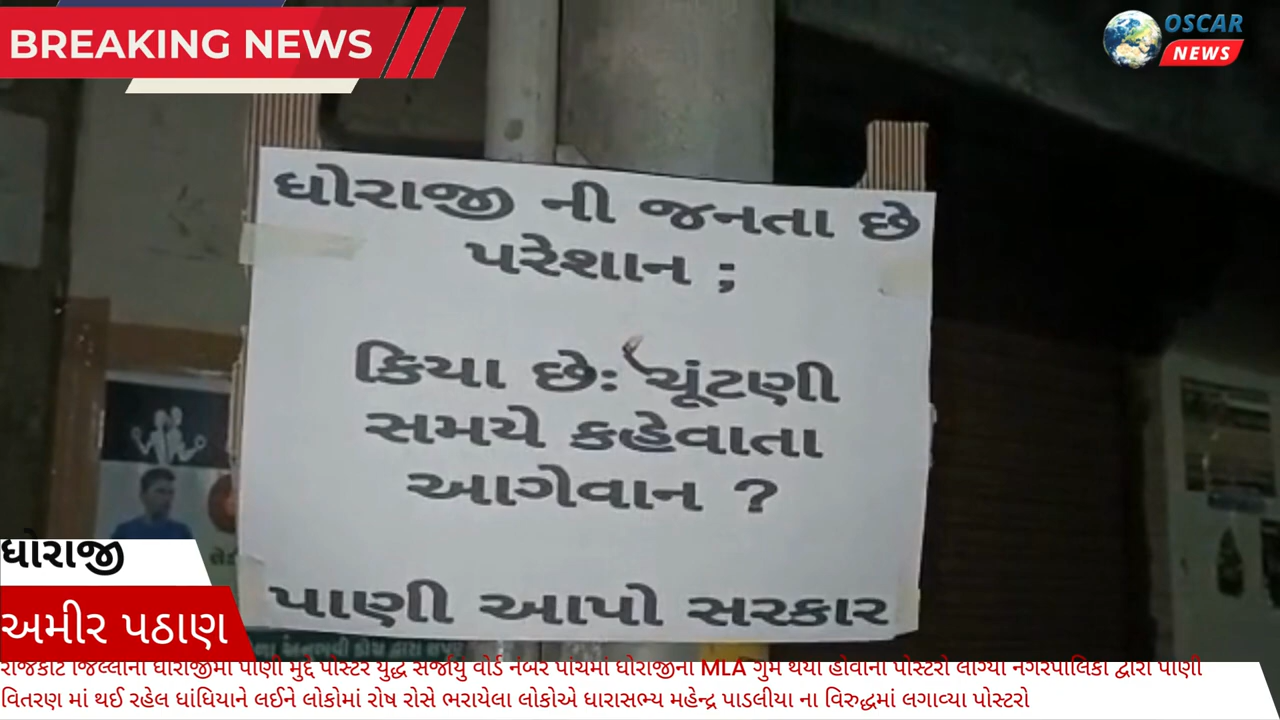 BREAKING NEWS
OSCAR
NEWS
ધોરાજી ની જનતા છે
પરેશાન ;
કિયા છેઃ ચૂંટણી
સમયે કહેવાતા
આગેવાન ?
પાણી આપો સરકાર
ધોરાજી
અમીર પઠાણ
રાજકોટ જિલ્લાના ધોરાજીમાં પાણી મુદ્દે પોસ્ટર યુદ્ધ સર્જાયું વોર્ડ નંબર પાંચમાં ધોરાજીના MLA ગુમ થયા હોવાના પોસ્ટરો લાગ્યા નગરપાલિકા દ્વારા પાણી
વિતરણ માં થઈ રહેલ ધાંધિયાને લઈને લોકોમાં રોષ રોસે ભરાયેલા લોકોએ ધારાસભ્ય મહેન્દ્ર પાડલીયા ના વિરુદ્ધમાં લગાવ્યા પોસ્ટરો